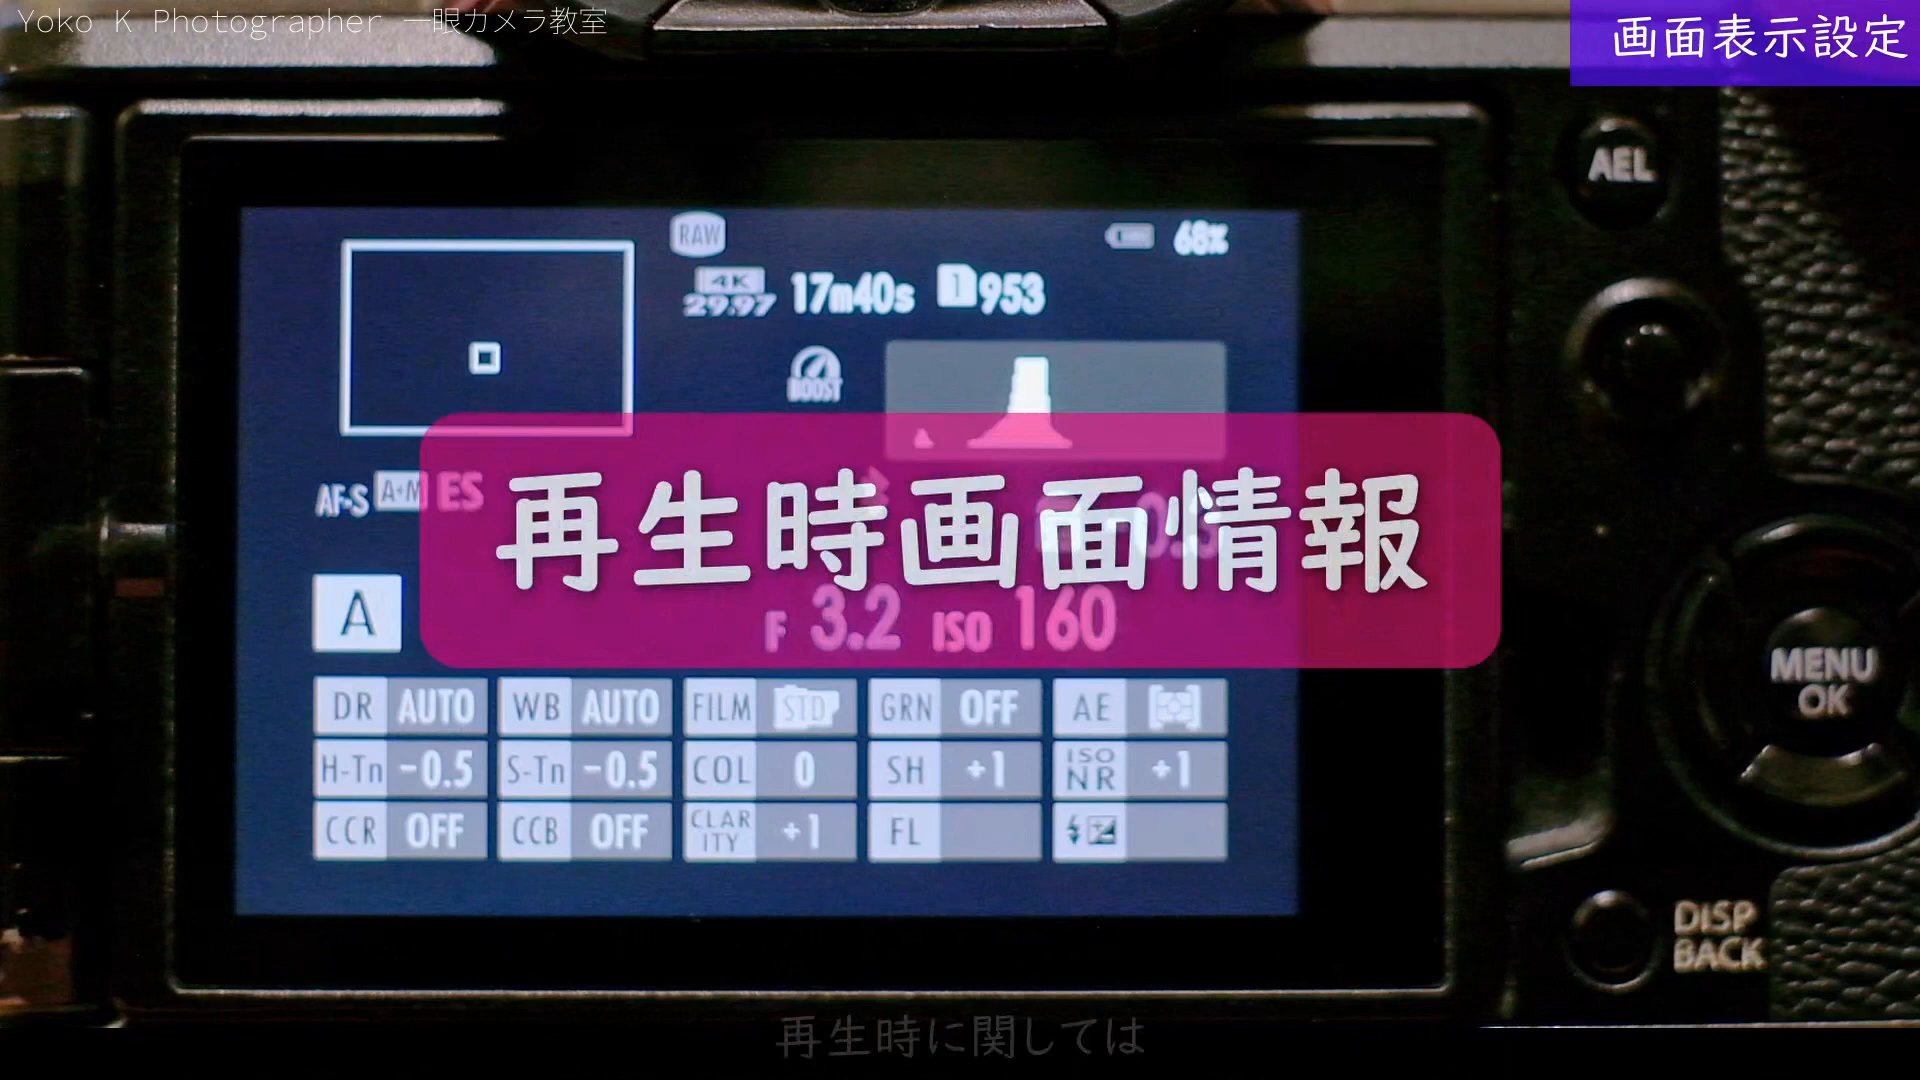 Yoko K Photographer 一眼カメラ教室
画面表示設定
AEL
RAW
68%
4K 29.97 17m40s 1 953
BOOST
AF-S A+M ES
再生時画面情報
A
F 3.2 ISO 160
DR AUTO WB AUTO FILM STD GRN OFF AE
H-Tn -0.5 S-Tn -0.5 COL 0 SH +1 ISO NR +1
CCR OFF CCB OFF CLARITY +1 FL
MENU
OK
DISP
BACK
再生時に関しては